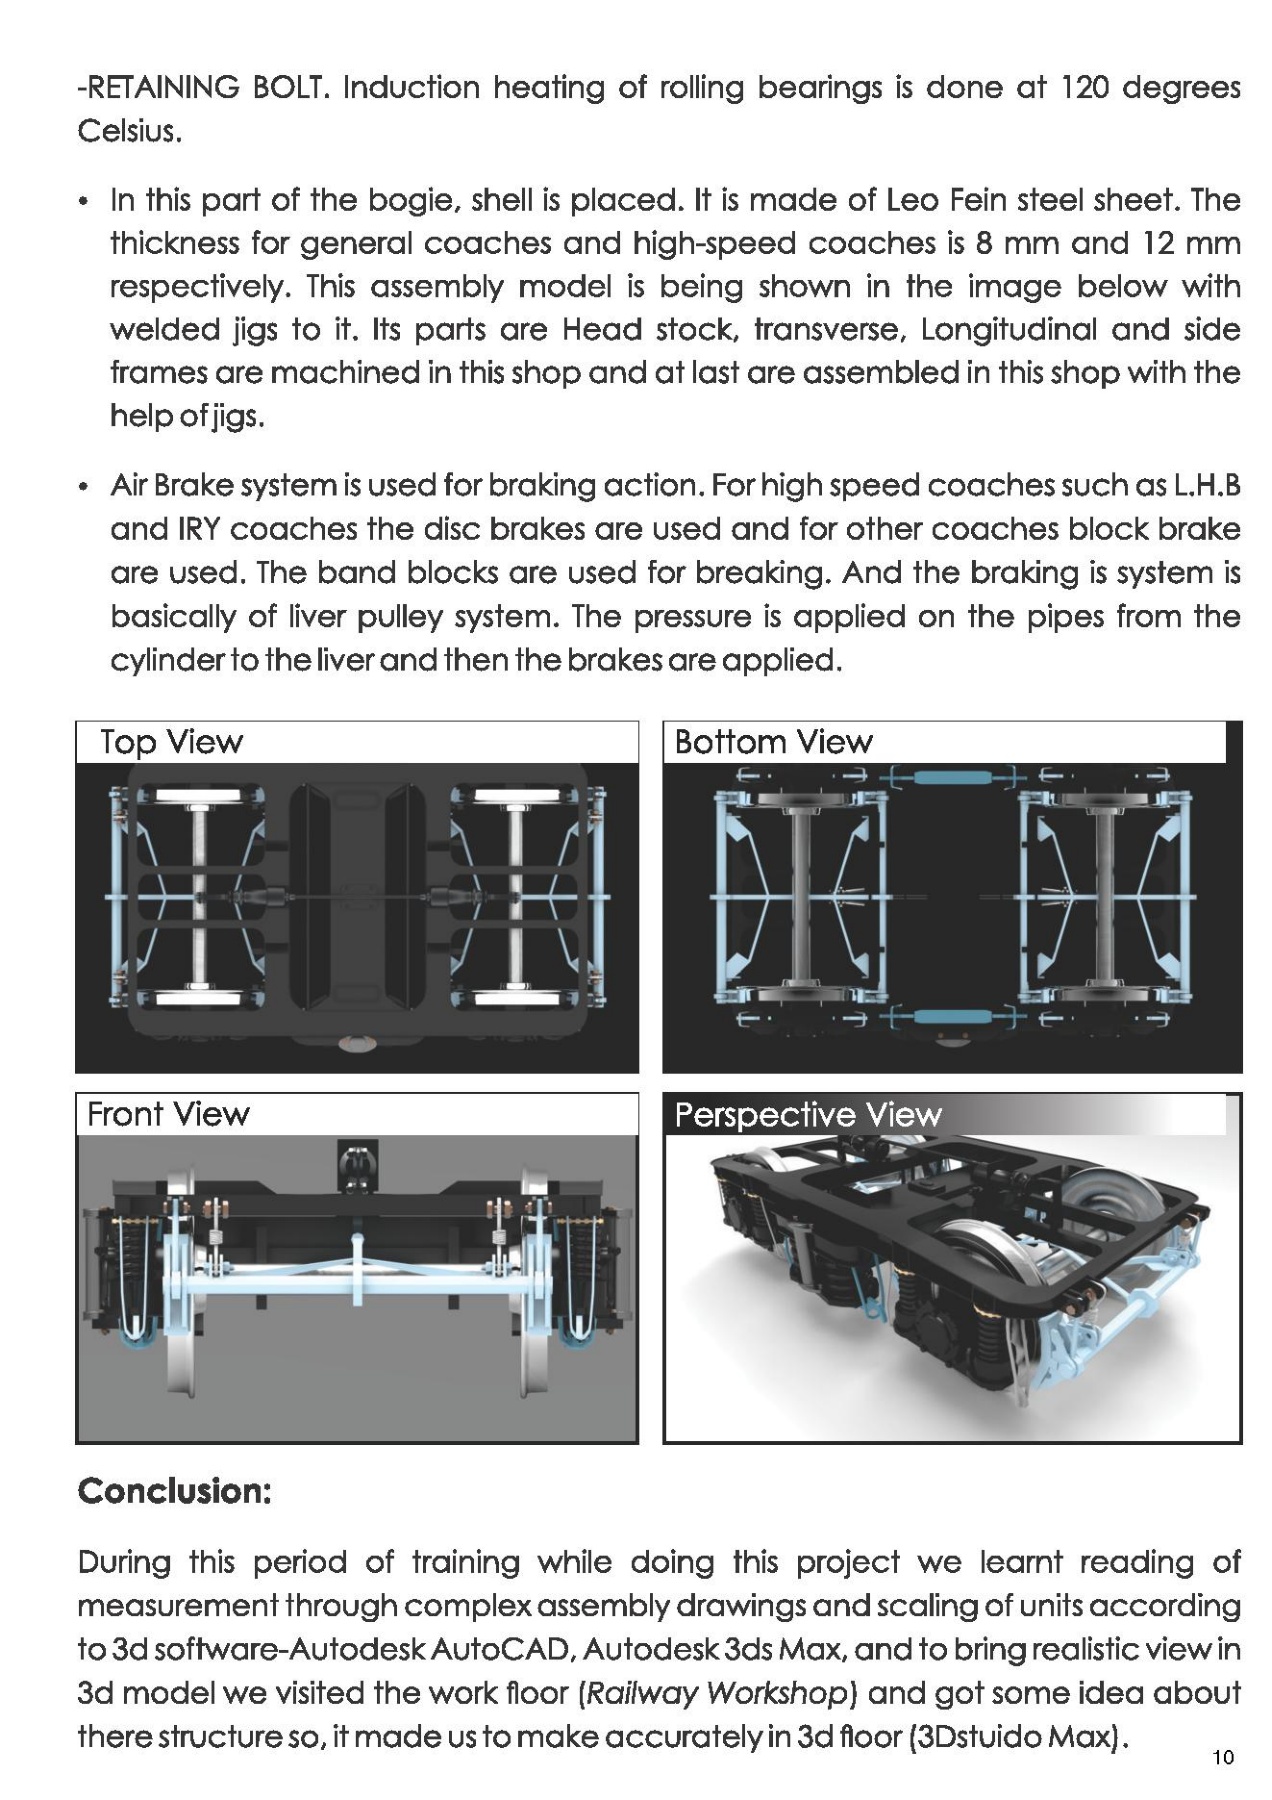 -RETAINING BOLT. Induction heating of rolling bearings is done at 120 degrees
Celsius.
• In this part of the bogie, shell is placed. It is made of Leo Fein steel sheet. The
thickness for general coaches and high-speed coaches is 8 mm and 12 mm
respectively. This assembly model is being shown in the image below with
welded jigs to it. Its parts are Head stock, transverse, Longitudinal and side
frames are machined in this shop and at last are assembled in this shop with the
help of jigs.
• Air Brake system is used for braking action. For high speed coaches such as L.H.B
and IRY coaches the disc brakes are used and for other coaches block brake
are used. The band blocks are used for breaking. And the braking is system is
basically of liver pulley system. The pressure is applied on the pipes from the
cylinder to the liver and then the brakes are applied.
Top View
Bottom View
Front View
Perspective View
Conclusion:
During this period of training while doing this project we learnt reading of
measurement through complex assembly drawings and scaling of units according
to 3d software-Autodesk AutoCAD, Autodesk 3ds Max, and to bring realistic view in
3d model we visited the work floor (Railway Workshop) and got some idea about
there structure so, it made us to make accurately in 3d floor (3Dstuido Max).
10